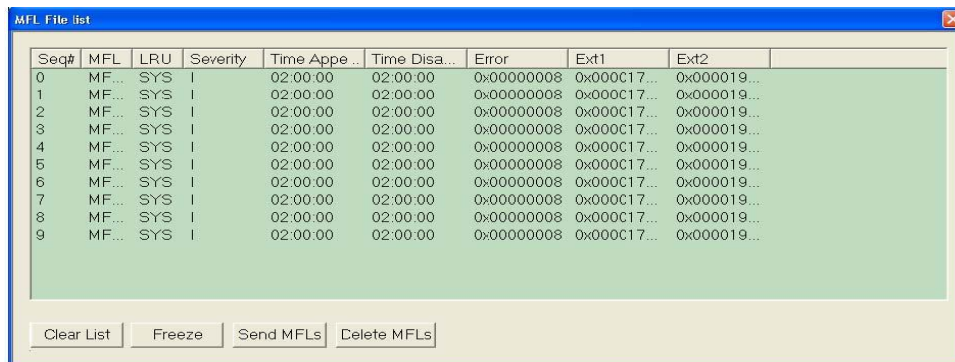 MFL File list
Seq# MFL LRU Severity Time Appe... Time Disa... Error Ext1 Ext2
0 MF... SYS I 02:00:00 02:00:00 0x00000008 0x000C17... 0x000019...
1 MF... SYS I 02:00:00 02:00:00 0x00000008 0x000C17... 0x000019...
2 MF... SYS I 02:00:00 02:00:00 0x00000008 0x000C17... 0x000019...
3 MF... SYS I 02:00:00 02:00:00 0x00000008 0x000C17... 0x000019...
4 MF... SYS I 02:00:00 02:00:00 0x00000008 0x000C17... 0x000019...
5 MF... SYS I 02:00:00 02:00:00 0x00000008 0x000C17... 0x000019...
6 MF... SYS I 02:00:00 02:00:00 0x00000008 0x000C17... 0x000019...
7 MF... SYS I 02:00:00 02:00:00 0x00000008 0x000C17... 0x000019...
8 MF... SYS I 02:00:00 02:00:00 0x00000008 0x000C17... 0x000019...
9 MF... SYS I 02:00:00 02:00:00 0x00000008 0x000C17... 0x000019...
Clear List Freeze Send MFLs Delete MFLs